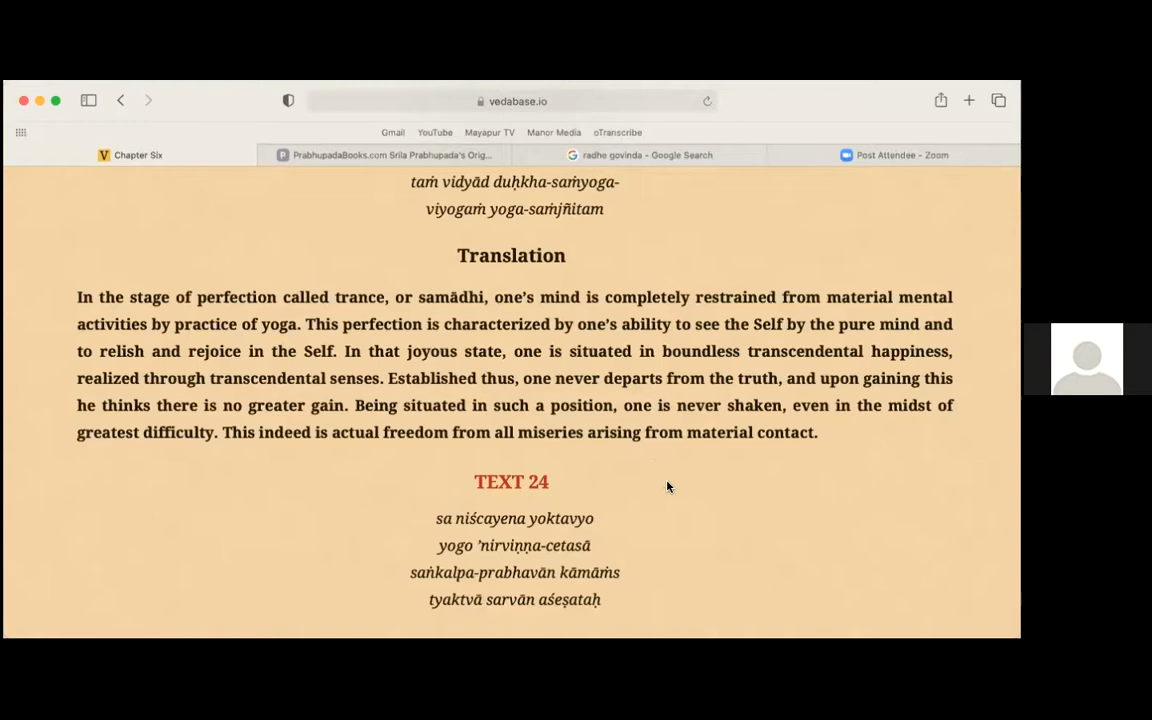 vedabase.io
Gmail YouTube Mayapur TV Manor Media oTranscribe
V Chapter Six P PrabhupadaBooks.com Srila Prabhupada's Orig... G radhe govinda - Google Search Post Attendee - Zoom
taṁ vidyād duḥkha-saṁyoga-
viyogaṁ yoga-saṁjñitam
Translation
In the stage of perfection called trance, or samādhi, one’s mind is completely restrained from material mental
activities by practice of yoga. This perfection is characterized by one’s ability to see the Self by the pure mind and
to relish and rejoice in the Self. In that joyous state, one is situated in boundless transcendental happiness,
realized through transcendental senses. Established thus, one never departs from the truth, and upon gaining this
he thinks there is no greater gain. Being situated in such a position, one is never shaken, even in the midst of
greatest difficulty. This indeed is actual freedom from all miseries arising from material contact.
TEXT 24
sa niścayena yoktavyo
yogo ’nirviṇṇa-cetasā
saṅkalpa-prabhavān kāmāṁs
tyaktvā sarvān aśeṣataḥ